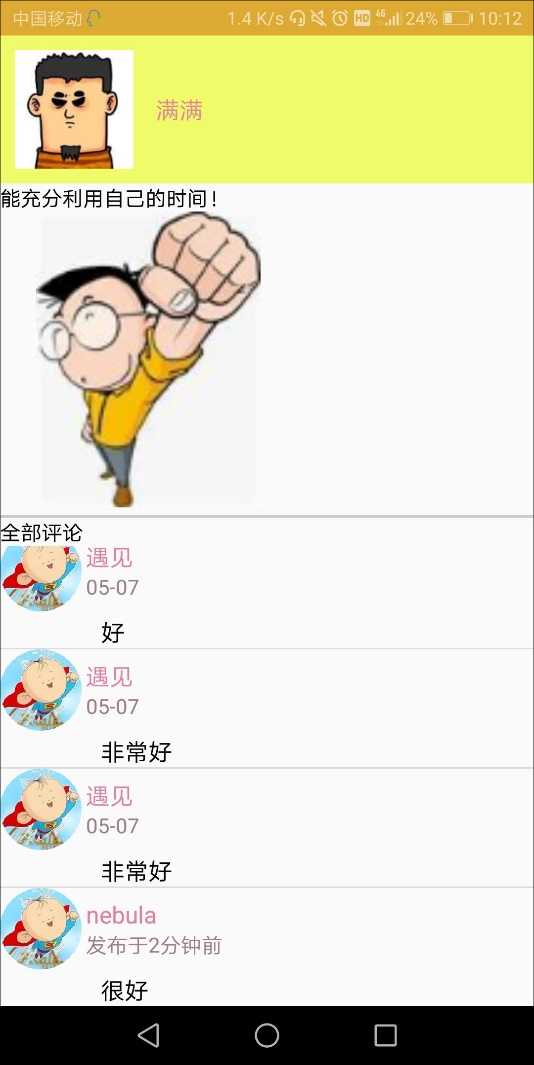 中国移动 1.4 K/s HD 4G 24% 10:12
满满
能充分利用自己的时间！
全部评论
遇见
05-07
好
遇见
05-07
非常好
遇见
05-07
非常好
nebula
发布于2分钟前
很好